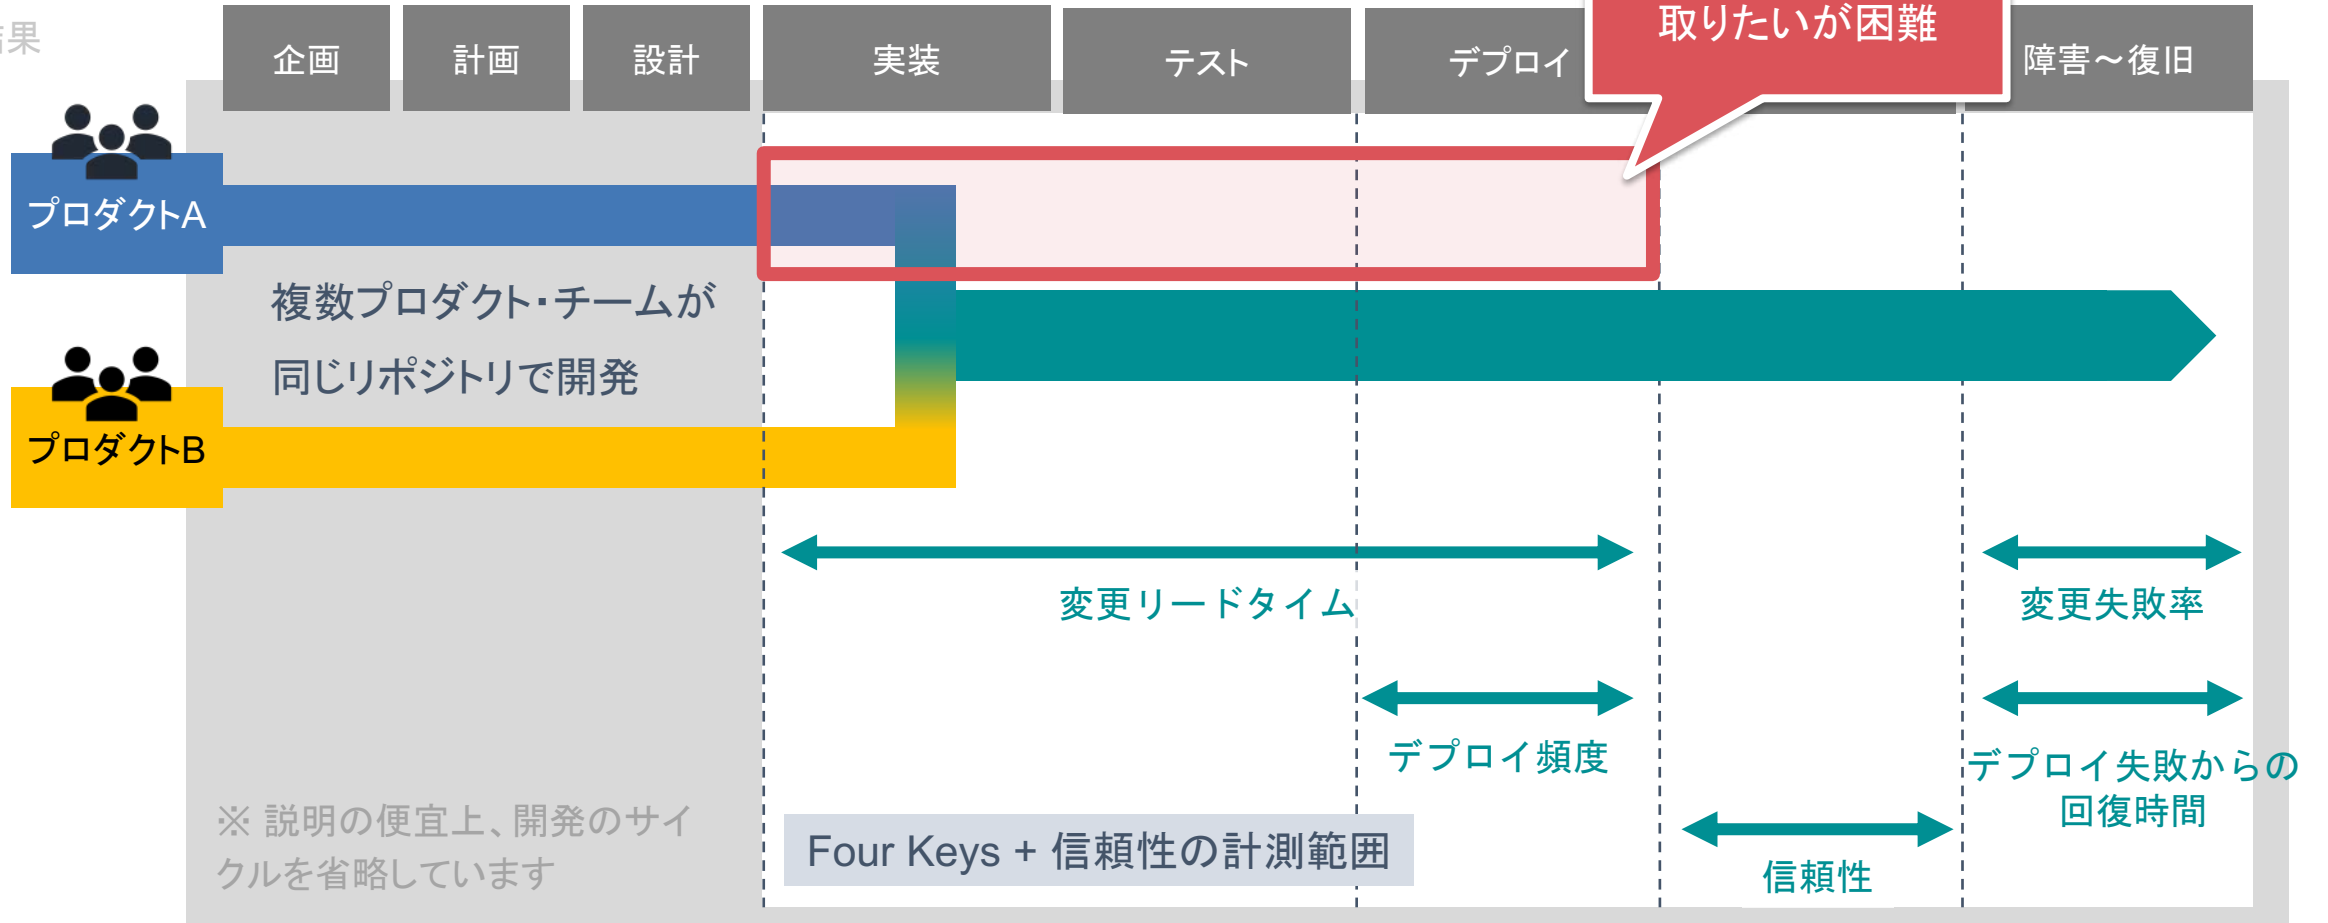 結果
企画
計画
設計
実装
テスト
デプロイ
取りたいが困難
障害～復旧
プロダクトA
複数プロダクト・チームが
同じリポジトリで開発
プロダクトB
変更リードタイム
変更失敗率
デプロイ頻度
デプロイ失敗からの
回復時間
※ 説明の便宜上、開発のサイ
クルを省略しています
Four Keys + 信頼性の計測範囲
信頼性